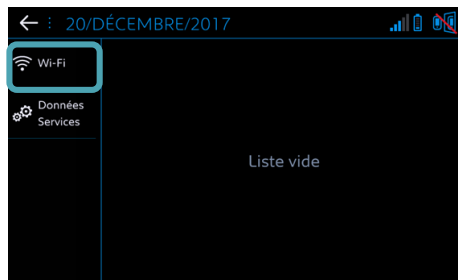 20/DÉCEMBRE/2017
Wi-Fi
Données
Services
Liste vide